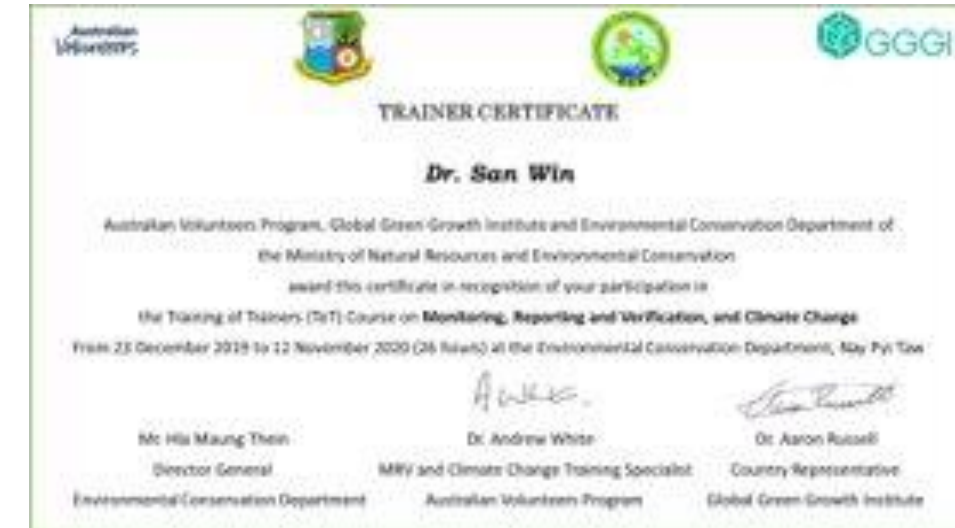 Australian
Volunteers
GGGI
TRAINER CERTIFICATE
Dr. San Win
Australian Volunteers Program, Global Green Growth Institute and Environmental Conservation Department of
the Ministry of Natural Resources and Environmental Conservation
award this certificate in recognition of your participation in
the Training of Trainers (ToT) Course on Monitoring, Reporting and Verification, and Climate Change
From 23 December 2019 to 12 November 2020 (26 hours) at the Environmental Conservation Department, Nay Pyi Taw
Mr. Hla Maung Thein
Dr. Andrew White
Dr. Aaron Russell
Director General
MRV and Climate Change Training Specialist
Country Representative
Environmental Conservation Department
Australian Volunteers Program
Global Green Growth Institute